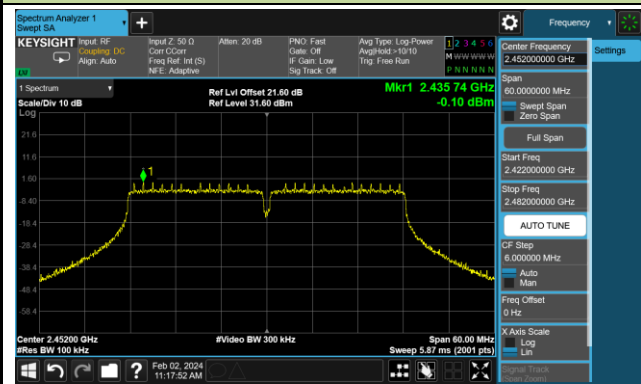 Spectrum Analyzer 1
Swept SA
+
Frequency
KEYSIGHT
Input: RF
Coupling: DC
Align: Auto
Input Z: 50 Ω
Corr CCorr
Freq Ref: Int (S)
NFE: Adaptive
Atten: 20 dB
PNO: Fast
Gate: Off
IF Gain: Low
Sig Track: Off
Avg Type: Log-Power
Avg|Hold:>10/10
Trig: Free Run
1 2 3 4 5 6
M W W W W W
P N N N N N
LVI
1 Spectrum
Scale/Div 10 dB
Log
Ref Lvl Offset 21.60 dB
Ref Level 31.60 dBm
Mkr1 2.435 74 GHz
-0.10 dBm
21.6
11.6
1.60
-8.40
-18.4
-28.4
-38.4
-48.4
-58.4
1
Center 2.45200 GHz
#Res BW 100 kHz
#Video BW 300 kHz
Span 60.00 MHz
Sweep 5.87 ms (2001 pts)
Center Frequency
2.452000000 GHz
Span
60.0000000 MHz
Swept Span
Zero Span
Full Span
Start Freq
2.422000000 GHz
Stop Freq
2.482000000 GHz
AUTO TUNE
CF Step
6.000000 MHz
Auto
Man
Freq Offset
0 Hz
X Axis Scale
Log
Lin
Signal Track
(Span Zoom)
Settings
?
Feb 02, 2024
11:17:52 AM